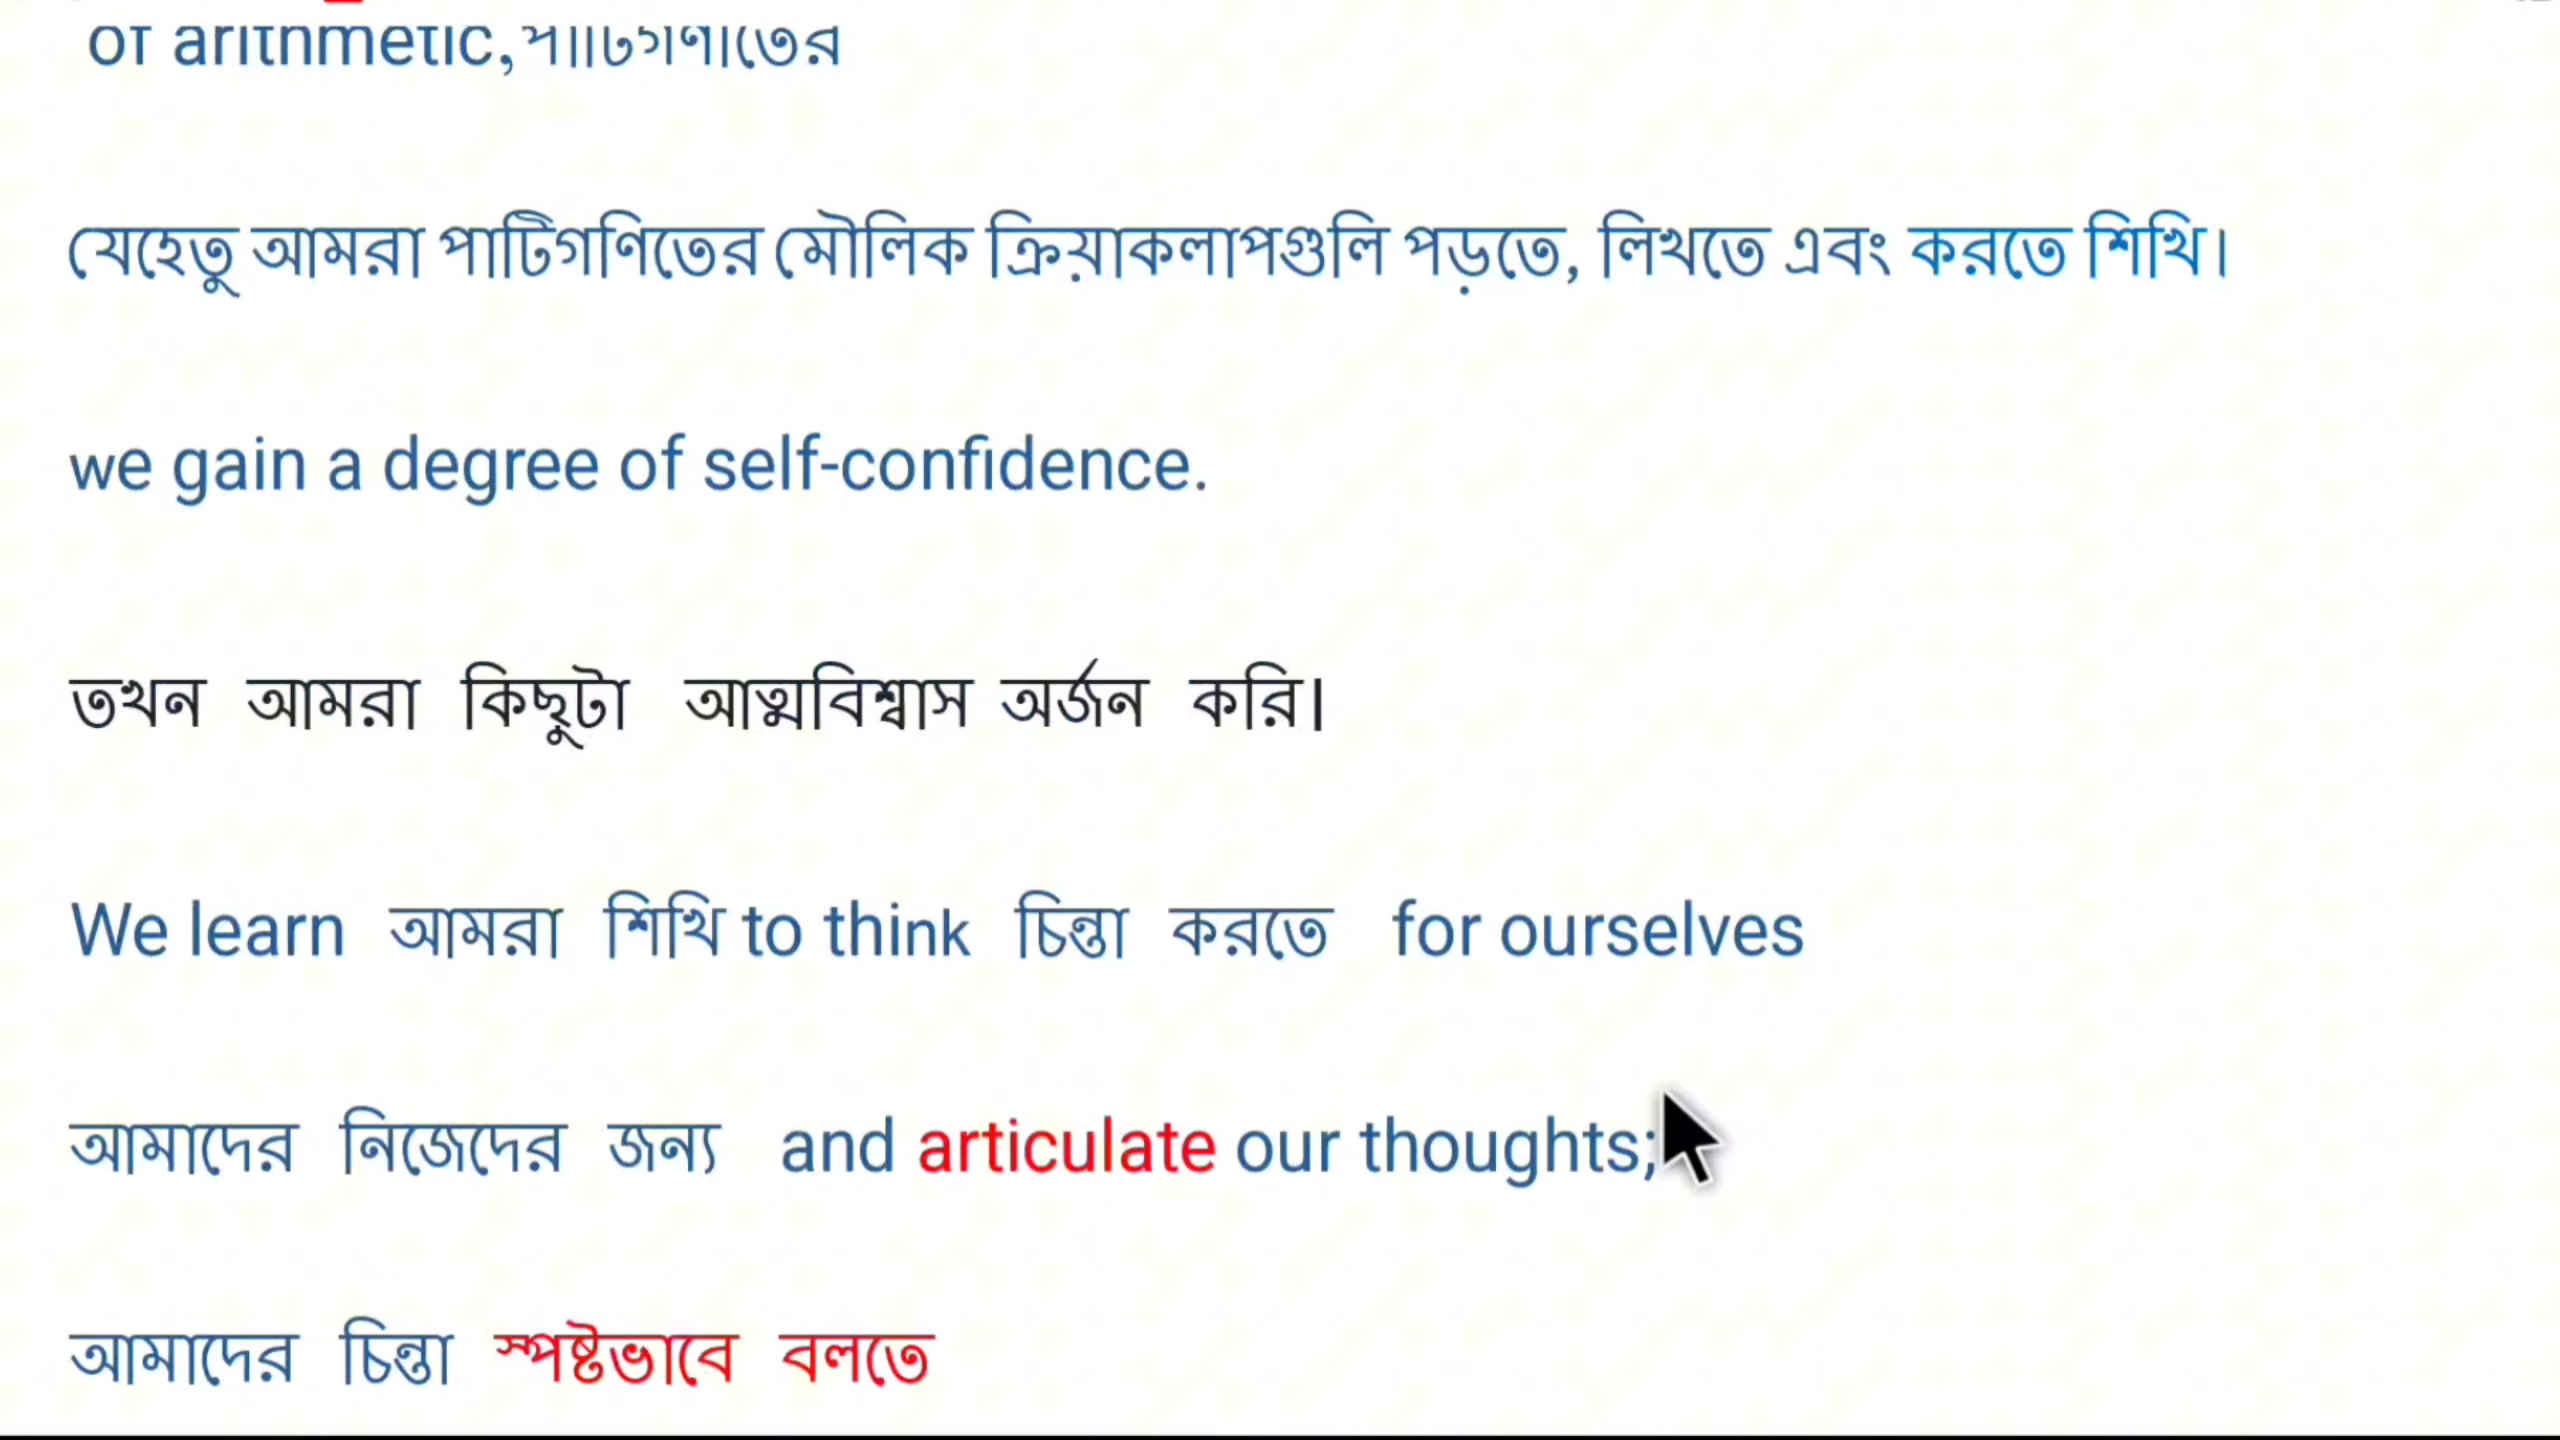 of arithmetic,পাটিগণিতের
যেহেতু আমরা পাটিগণিতের মৌলিক ক্রিয়াকলাপগুলি পড়তে, লিখতে এবং করতে শিখি।
we gain a degree of self-confidence.
তখন আমরা কিছুটা আত্মবিশ্বাস অর্জন করি।
We learn আমরা শিখি to think চিন্তা করতে for ourselves
আমাদের নিজেদের জন্য and articulate our thoughts;
আমাদের চিন্তা স্পষ্টভাবে বলতে